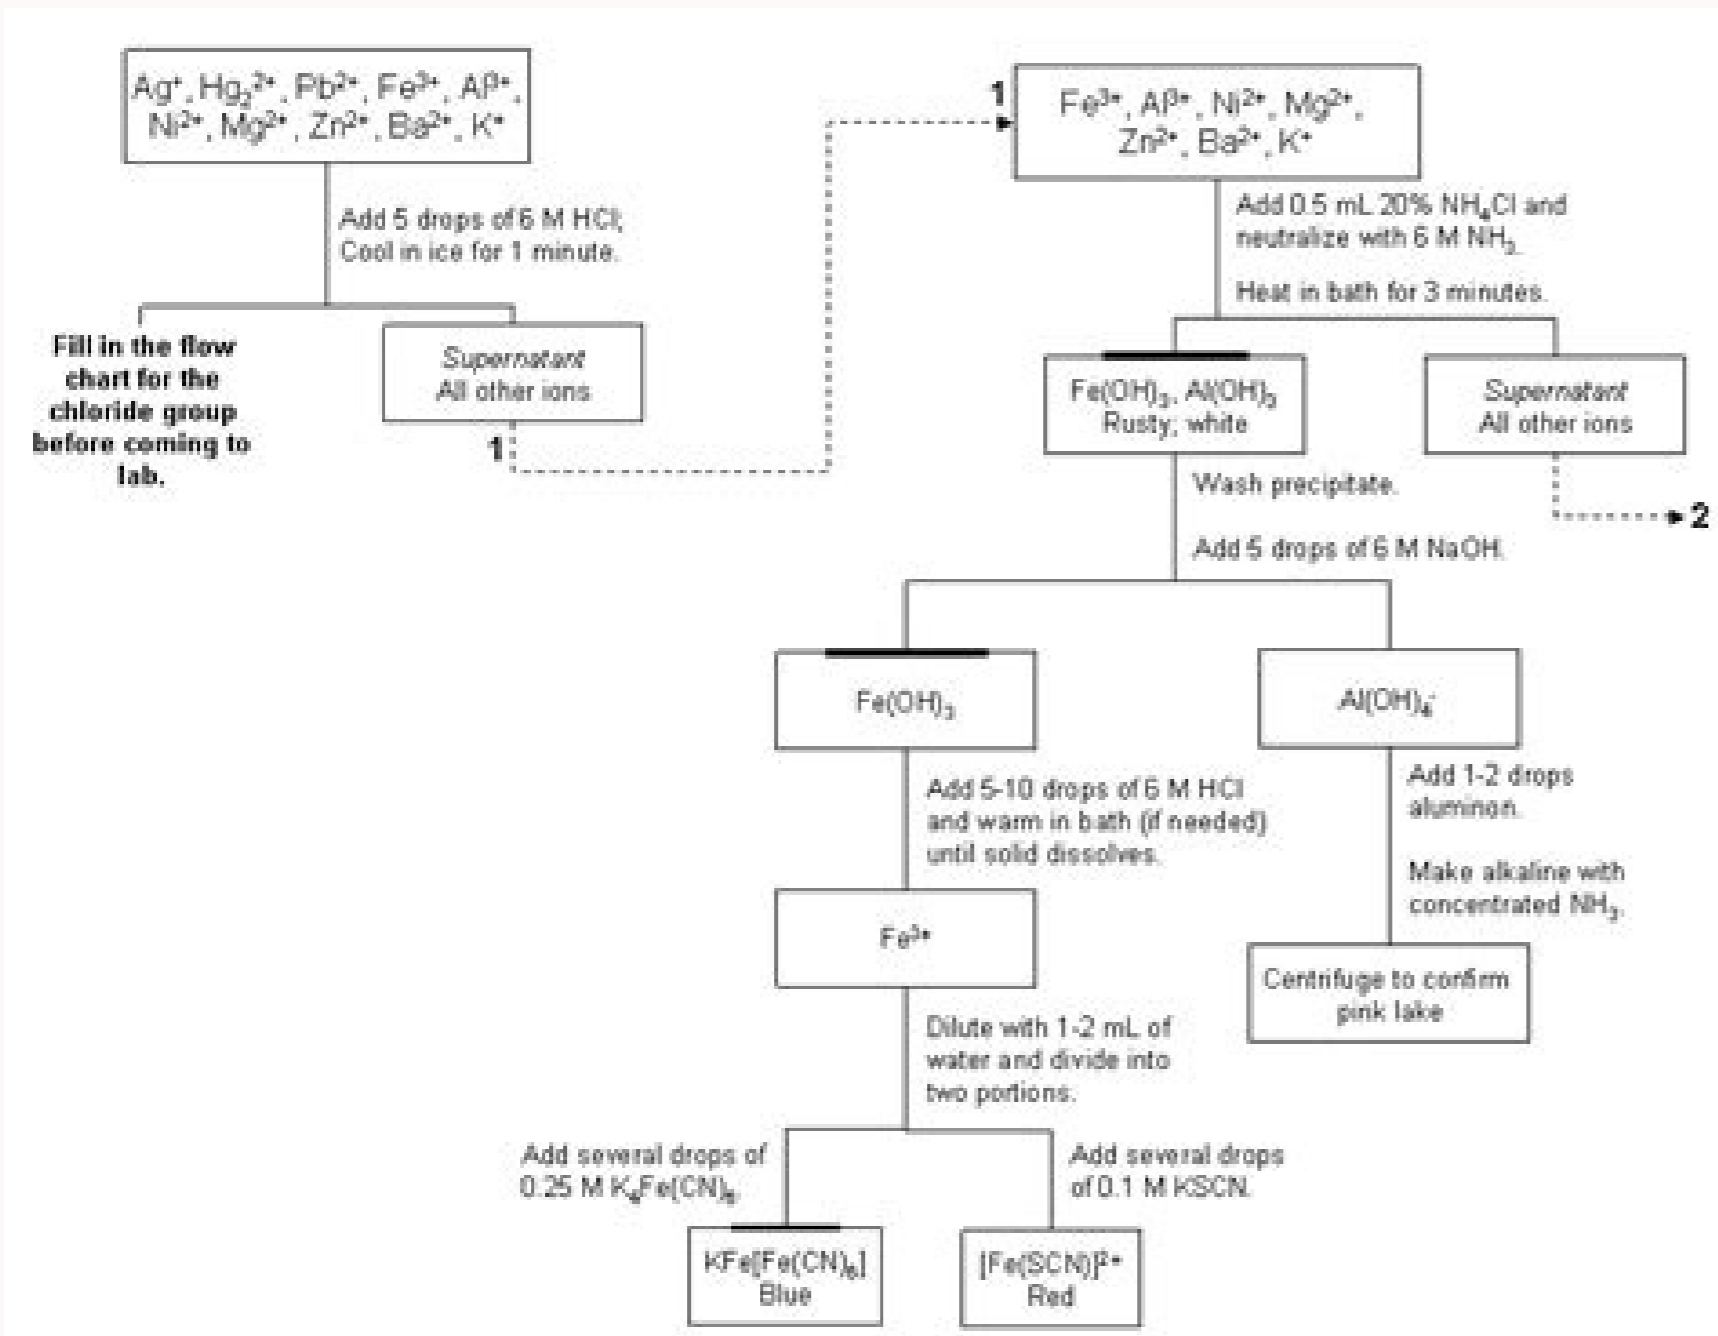 Ag⁺, Hg₂²⁺, Pb²⁺, Fe³⁺, Al³⁺,
Ni²⁺, Mg²⁺, Zn²⁺, Ba²⁺, K⁺
Add 5 drops of 6 M HCl;
Cool in ice for 1 minute.
Fill in the flow
chart for the
chloride group
before coming to
lab.
Supernatant
All other ions
1
1
Fe³⁺, Al³⁺, Ni²⁺, Mg²⁺,
Zn²⁺, Ba²⁺, K⁺
Add 0.5 mL 20% NH₄Cl and
neutralize with 6 M NH₃.
Heat in bath for 3 minutes.
Fe(OH)₃, Al(OH)₃
Rusty; white
Supernatant
All other ions
2
Wash precipitate.
Add 5 drops of 6 M NaOH.
Fe(OH)₃
Al(OH)₄⁻
Add 5-10 drops of 6 M HCl
and warm in bath (if needed)
until solid dissolves.
Add 1-2 drops
aluminon.
Make alkaline with
concentrated NH₃.
Fe³⁺
Centrifuge to confirm
pink lake
Dilute with 1-2 mL of
water and divide into
two portions.
Add several drops of
0.25 M K₄Fe(CN)₆
Add several drops
of 0.1 M KSCN.
KFe[Fe(CN)₆]
Blue
[Fe(SCN)]²⁺
Red